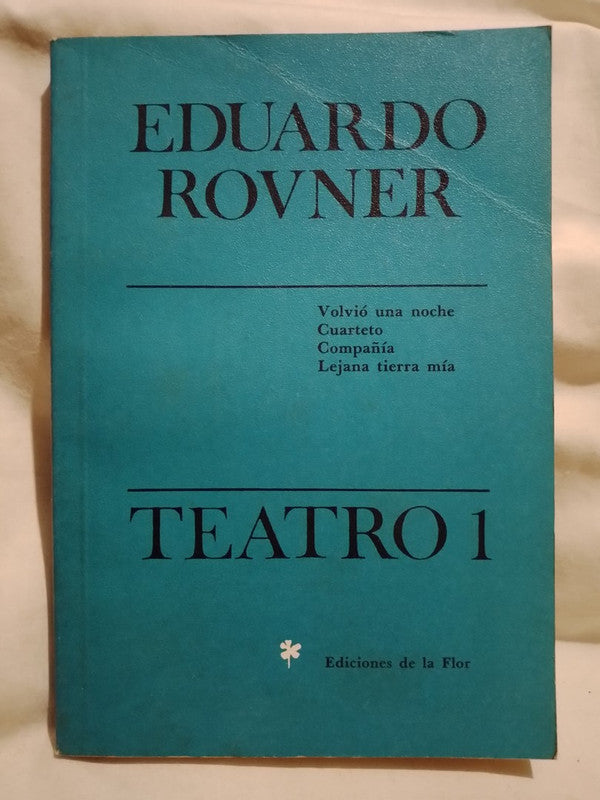 EDUARDO
ROVNER
Volvió una noche
Cuarteto
Compañía
Lejana tierra mía
TEATRO 1
Ediciones de la Flor